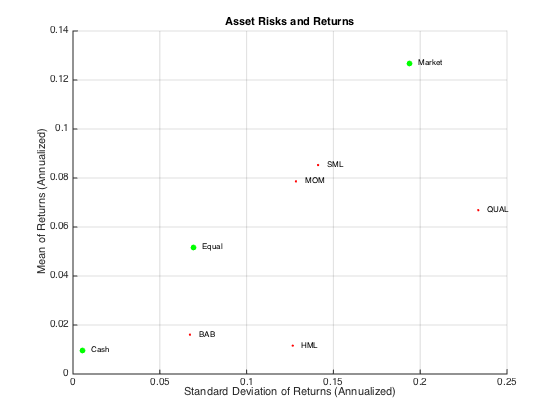 Asset Risks and Returns
Mean of Returns (Annualized)
0.14
0.12
0.1
0.08
0.06
0.04
0.02
0
Market
SML
MOM
QUAL
Equal
BAB
HML
Cash
0 0.05 0.1 0.15 0.2 0.25
Standard Deviation of Returns (Annualized)